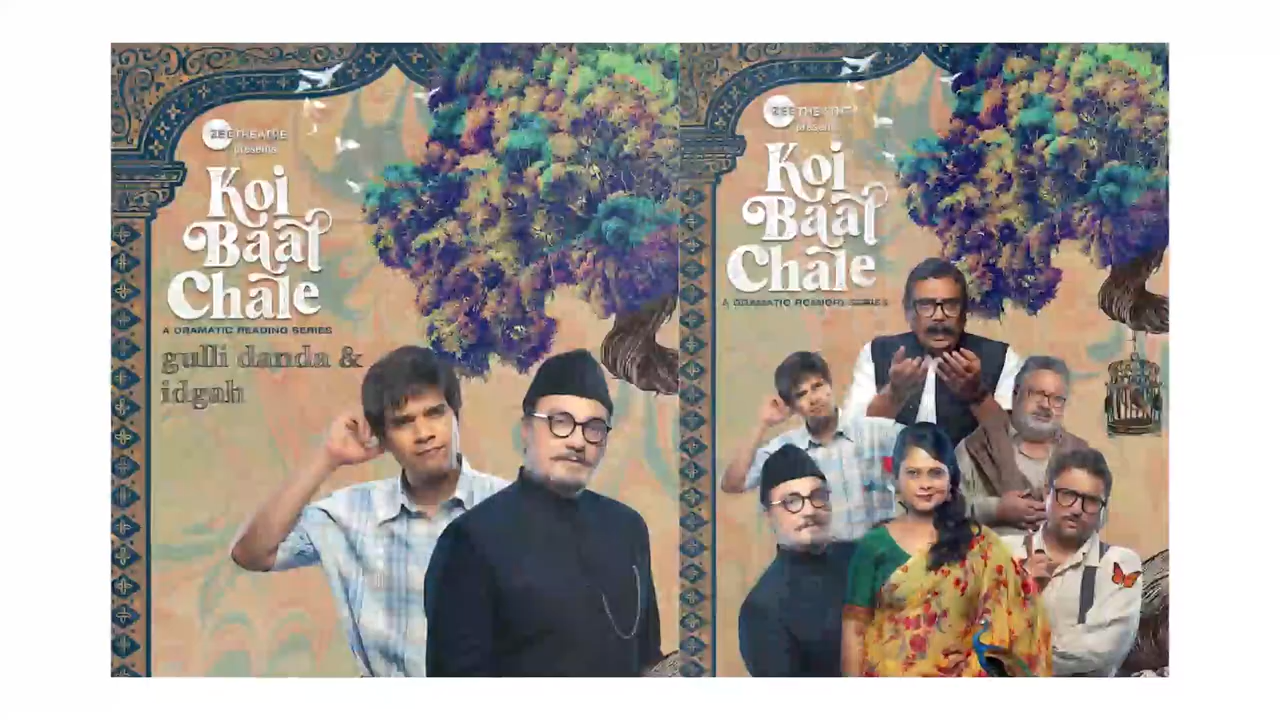 ZEE THEATRE
presents
Koi
Baat
Chale
A DRAMATIC READING SERIES
gulli danda &
idgah
ZEE THEATRE
presents
Koi
Baat
Chale
A DRAMATIC READING SERIES